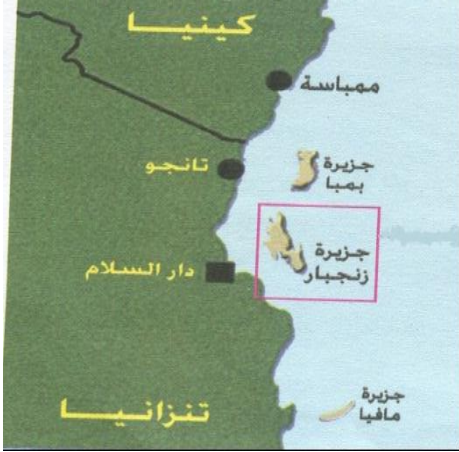 كينيا
ممباسة
جزيرة
بمبا
تانجو
جزيرة
زنجبار
دار السلام
جزيرة
مافيا
تنزانيا